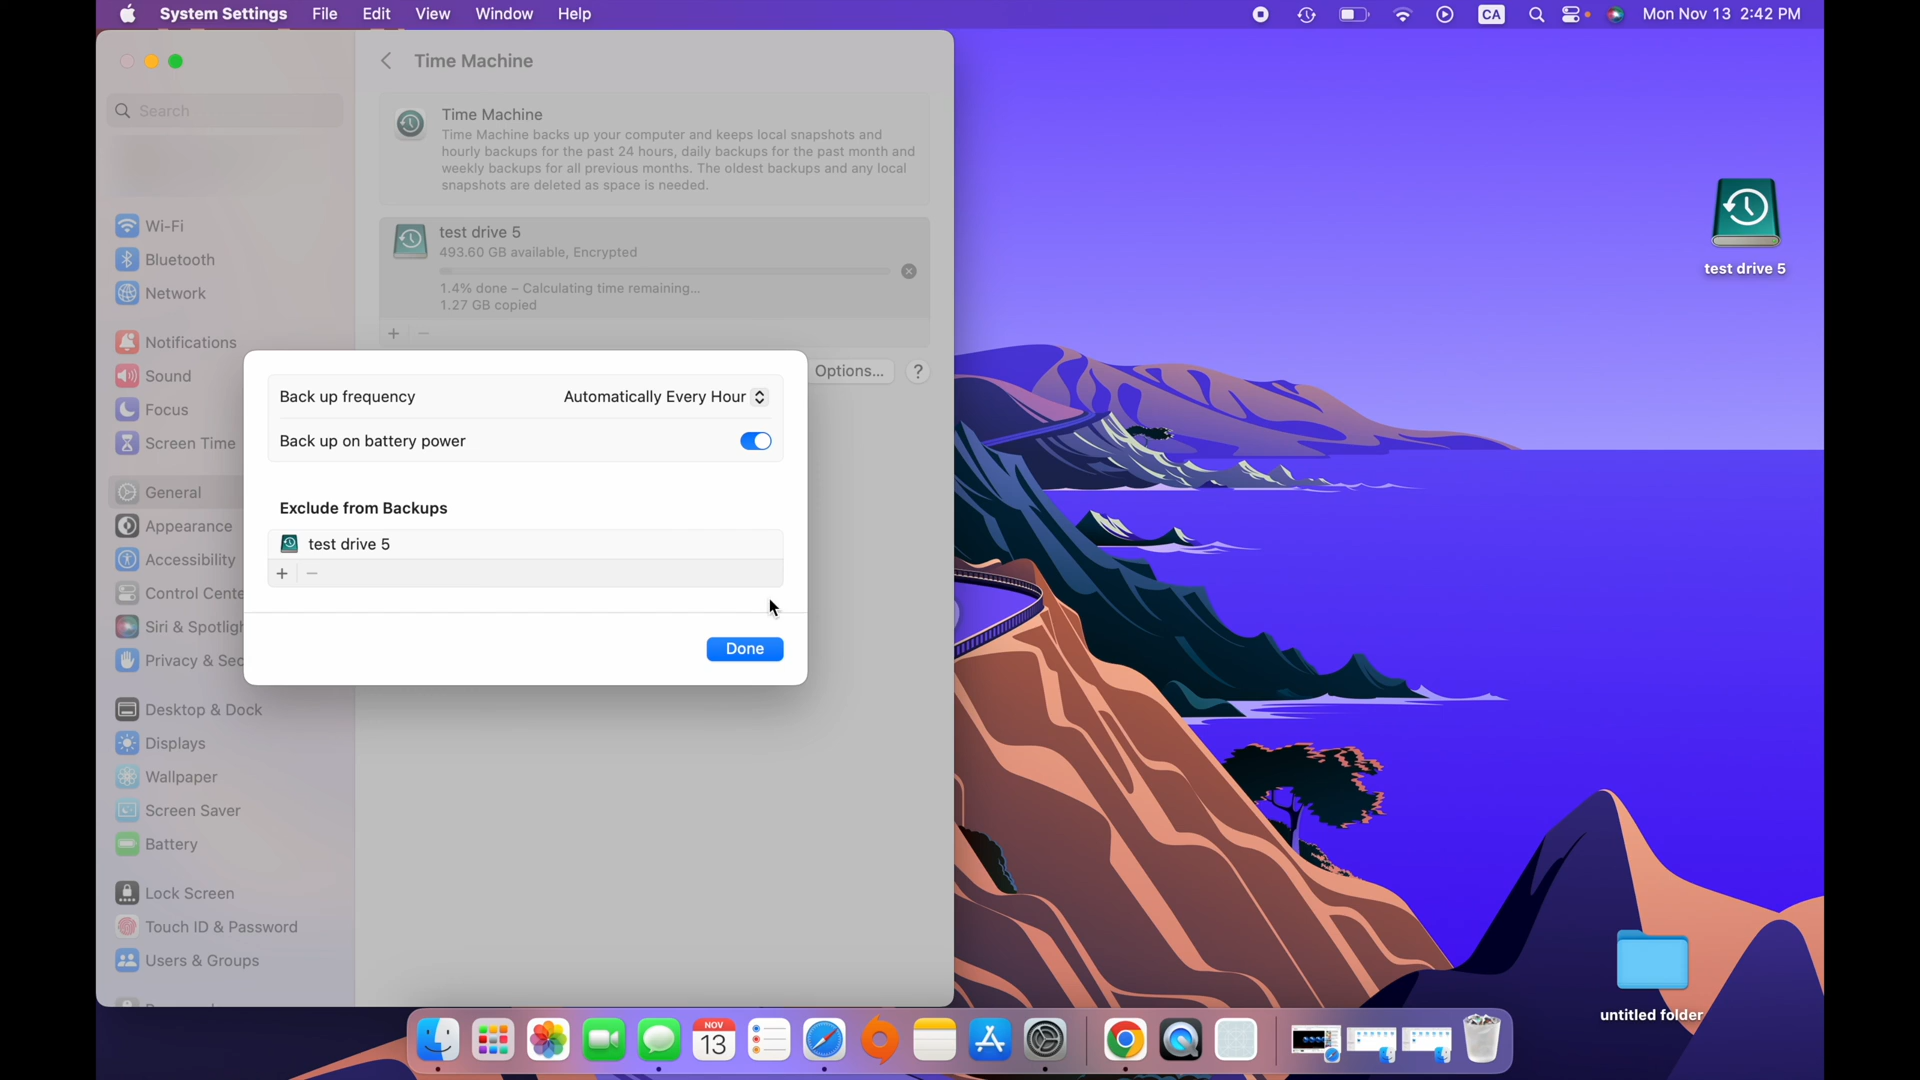 System Settings File Edit View Window Help
CA Mon Nov 13 2:42 PM
Search
Wi-Fi
Bluetooth
Network
Notifications
Sound
Focus
Screen Time
General
Appearance
Accessibility
Control Cente
Siri & Spotligh
Privacy & Sec
Desktop & Dock
Displays
Wallpaper
Screen Saver
Battery
Lock Screen
Touch ID & Password
Users & Groups
Time Machine
Time Machine
Time Machine backs up your computer and keeps local snapshots and
hourly backups for the past 24 hours, daily backups for the past month and
weekly backups for all previous months. The oldest backups and any local
snapshots are deleted as space is needed.
test drive 5
493.60 GB available, Encrypted
1.4% done – Calculating time remaining...
1.27 GB copied
+ −
Options... ?
Back up frequency Automatically Every Hour
Back up on battery power
Exclude from Backups
test drive 5
+ −
Done
test drive 5
untitled folder
NOV
13